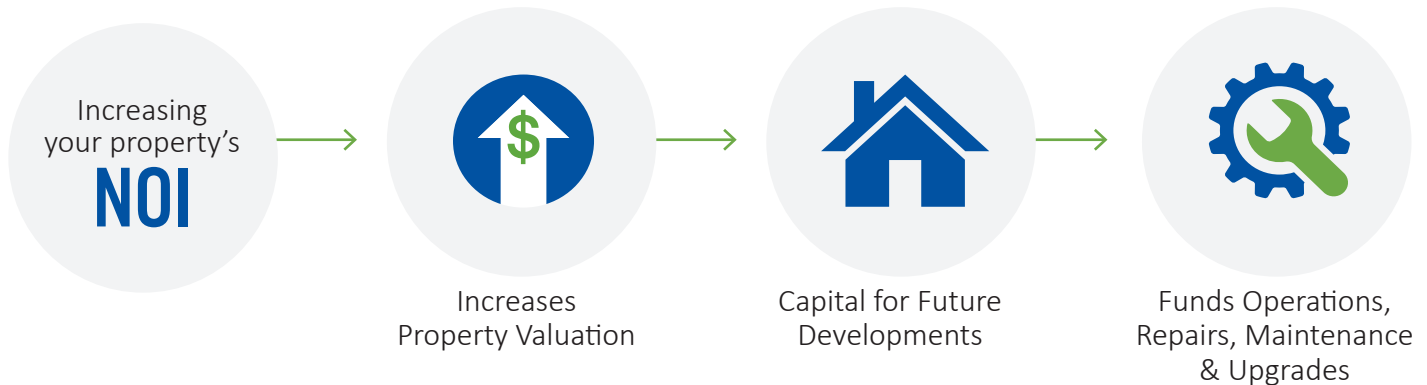 Increasing
your property’s
NOI
$
Increases
Property Valuation
Capital for Future
Developments
Funds Operations,
Repairs, Maintenance
& Upgrades